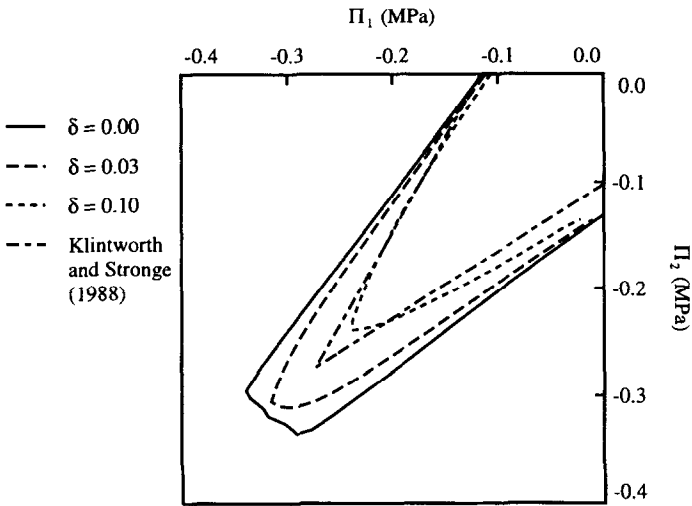 Π₁ (MPa)
-0.4 -0.3 -0.2 -0.1 0.0
0.0
-0.1
-0.2
-0.3
-0.4
Π₂ (MPa)
δ = 0.00
δ = 0.03
δ = 0.10
Klintworth
and Stronge
(1988)